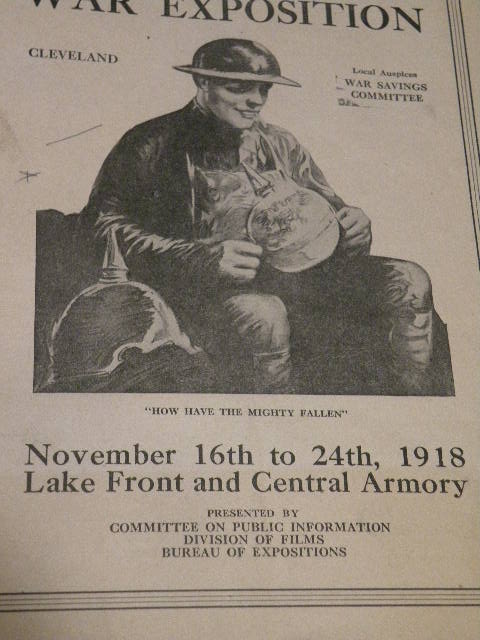 WAR EXPOSITION
CLEVELAND
Local Auspices
WAR SAVINGS
COMMITTEE
"HOW HAVE THE MIGHTY FALLEN"
November 16th to 24th, 1918
Lake Front and Central Armory
PRESENTED BY
COMMITTEE ON PUBLIC INFORMATION
DIVISION OF FILMS
BUREAU OF EXPOSITIONS